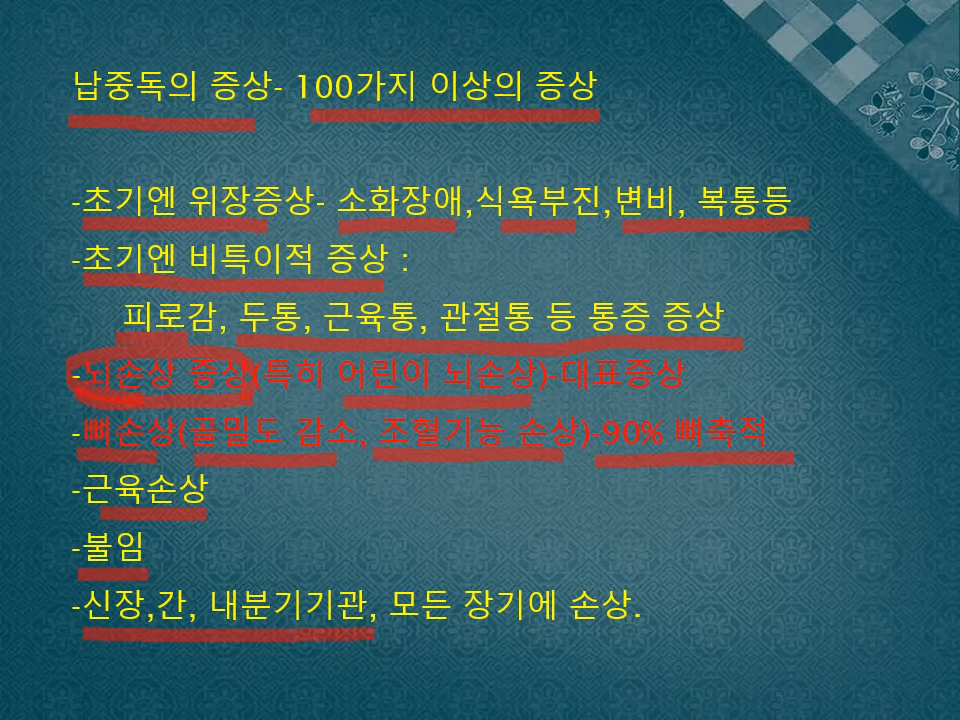 납중독의 증상- 100가지 이상의 증상
-초기엔 위장증상- 소화장애,식욕부진,변비, 복통등
-초기엔 비특이적 증상 :
피로감, 두통, 근육통, 관절통 등 통증 증상
-뇌손상 증상(특히 어린이 뇌손상)-대표증상
-뼈손상(골밀도 감소, 조혈기능 손상)-90% 뼈축적
-근육손상
-불임
-신장,간, 내분기기관, 모든 장기에 손상.